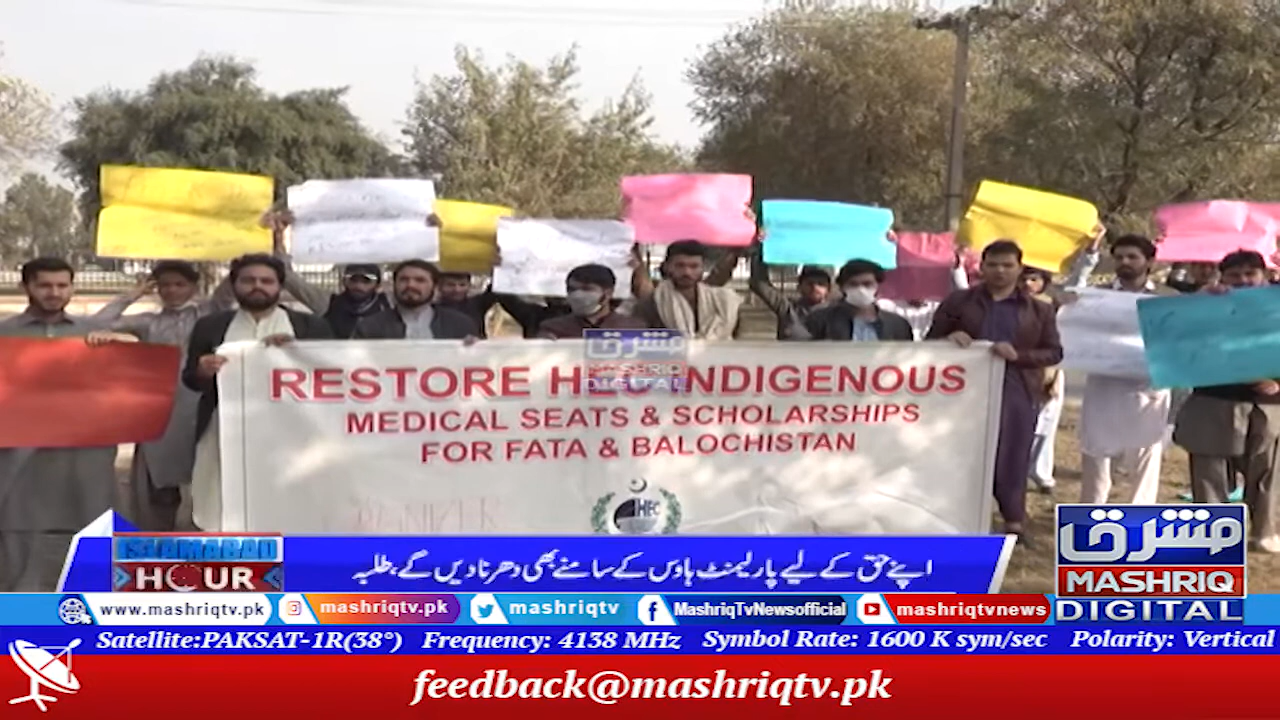 RESTORE HEC INDIGENOUS
MEDICAL SEATS & SCHOLARSHIPS
FOR FATA & BALOCHISTAN
HEC
مشرق
MASHRIQ
DIGITAL
ISLAMABAD
HOUR
اپنے حق کے لیے پارلیمنٹ ہاوس کے سامنے بھی دھرنا دیں گے، طلبہ
مشرق
MASHRIQ
DIGITAL
www.mashriqtv.pk mashriqtv.pk mashriqtv MashriqTvNewsofficial mashriqtvnews
Satellite:PAKSAT-1R(38°) Frequency: 4138 MHz Symbol Rate: 1600 K sym/sec Polarity: Vertical
feedback@mashriqtv.pk